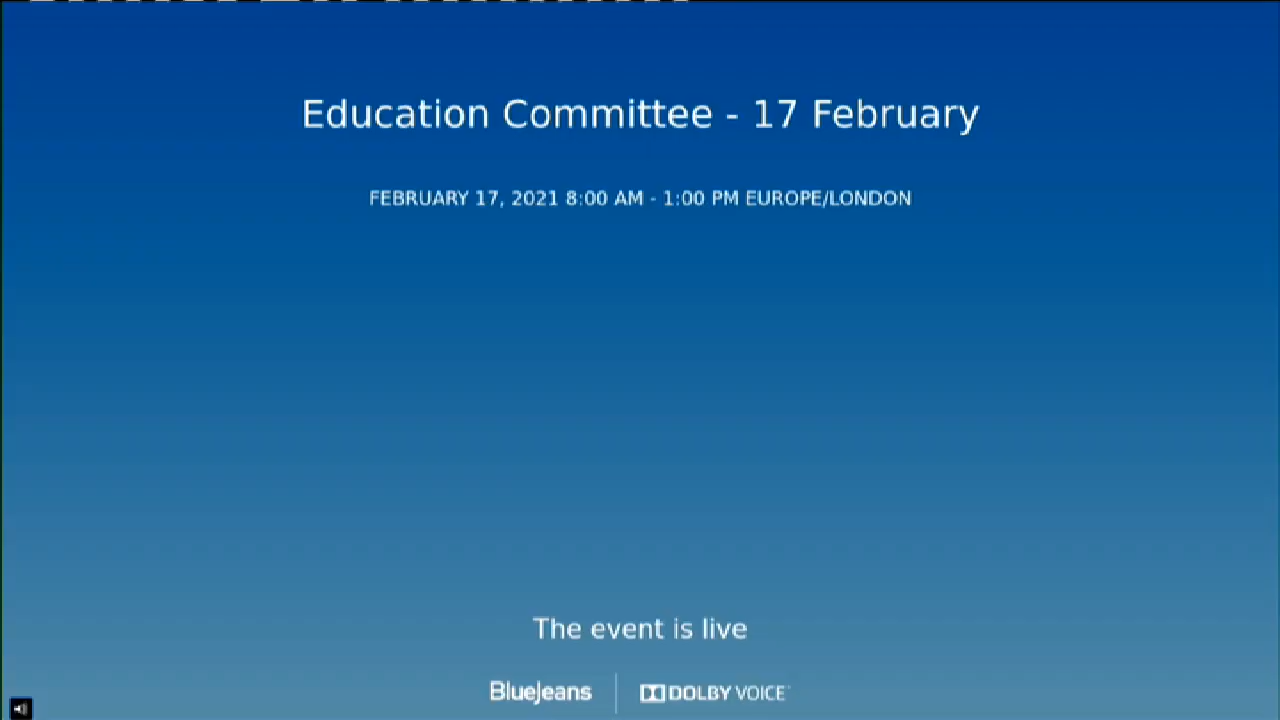 Education Committee - 17 February
FEBRUARY 17, 2021 8:00 AM - 1:00 PM EUROPE/LONDON
The event is live
BlueJeans
DOLBY VOICE